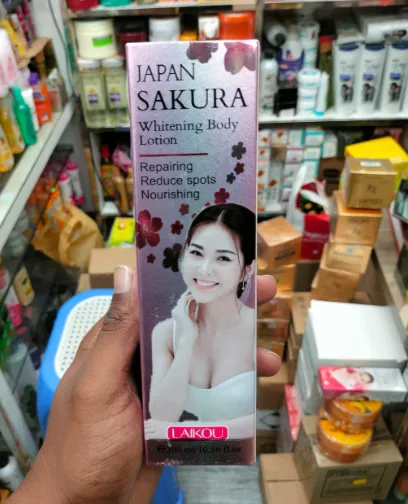 JAPAN
SAKURA
Whitening Body
Lotion
Repairing
Reduce spots
Nourishing
LAIKOU